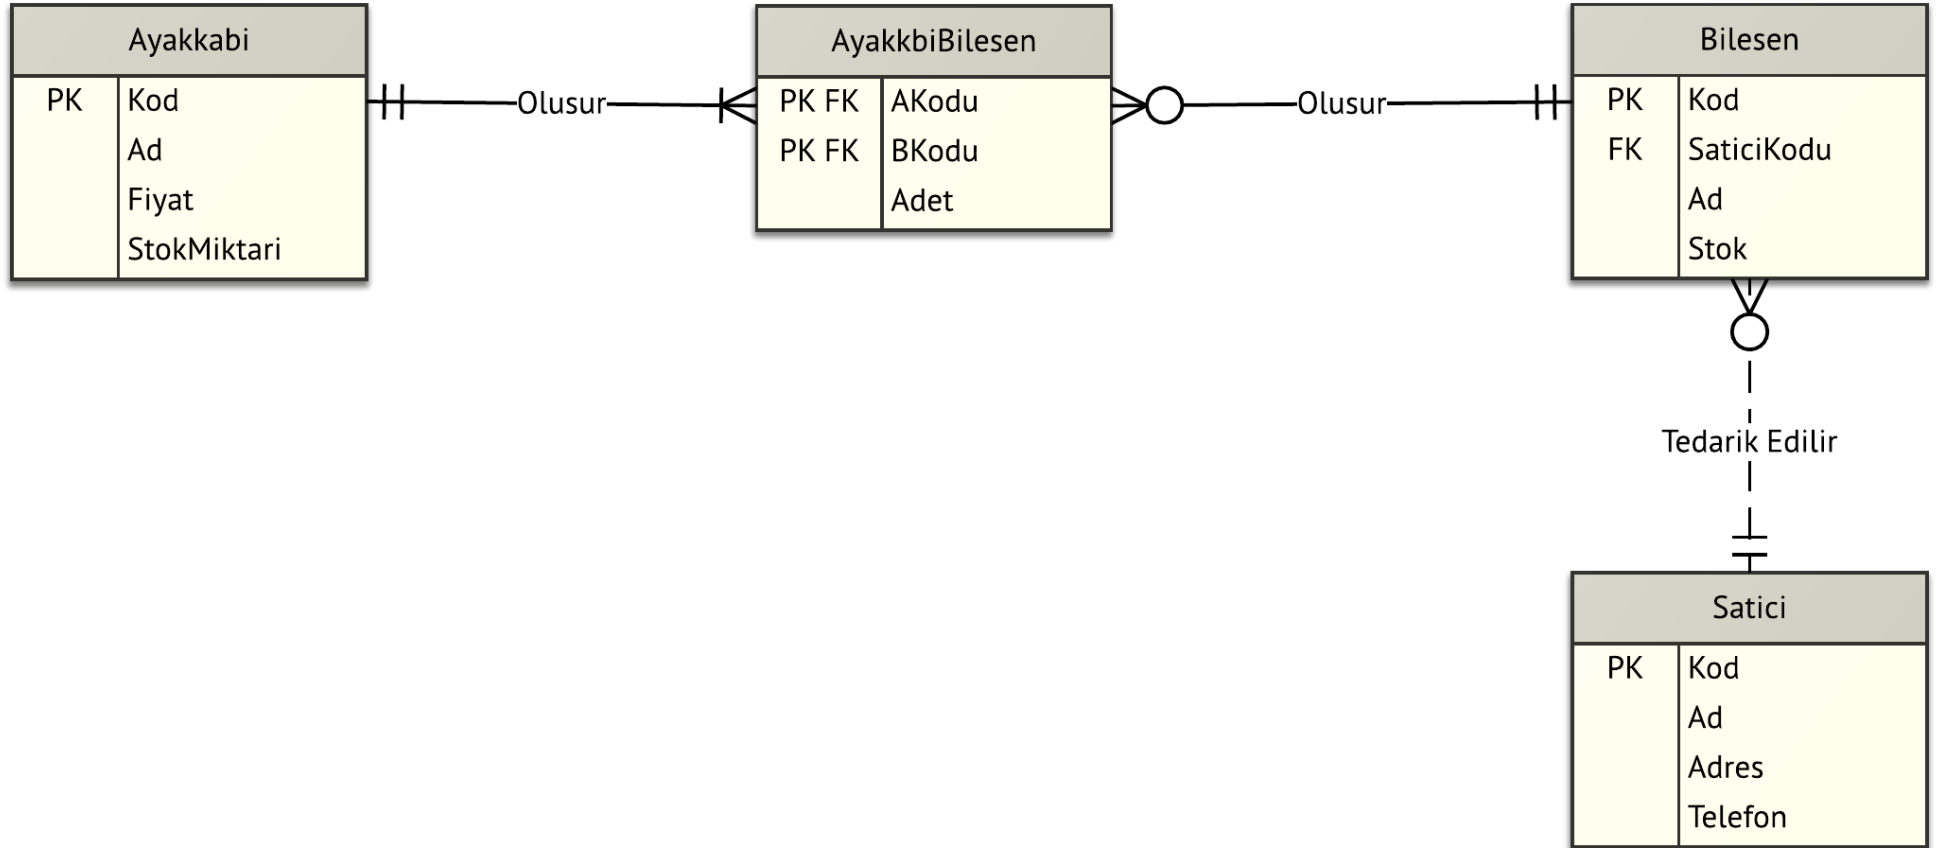 Ayakkabi
PK Kod
Ad
Fiyat
StokMiktari
Olusur
AyakkbiBilesen
PK FK AKodu
PK FK BKodu
Adet
Olusur
Bilesen
PK Kod
FK SaticiKodu
Ad
Stok
Tedarik Edilir
Satici
PK Kod
Ad
Adres
Telefon